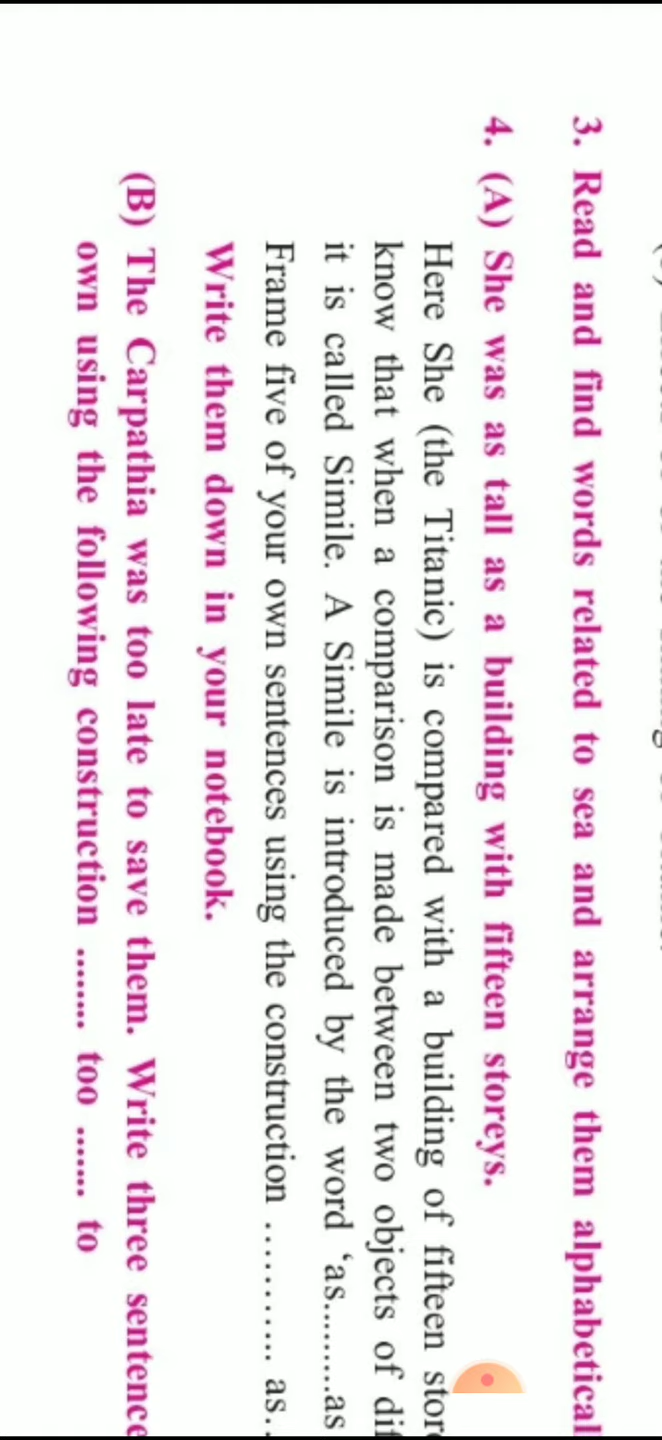 3. Read and find words related to sea and arrange them alphabetical
4. (A) She was as tall as a building with fifteen storeys.
Here She (the Titanic) is compared with a building of fifteen
know that when a comparison is made between two objects of
it is called Simile. A Simile is introduced by the word ‘as.........as
Frame five of your own sentences using the construction ........... as..
Write them down in your notebook.
(B) The Carpathia was too late to save them. Write three sentence
own using the following construction ........ too ....... to